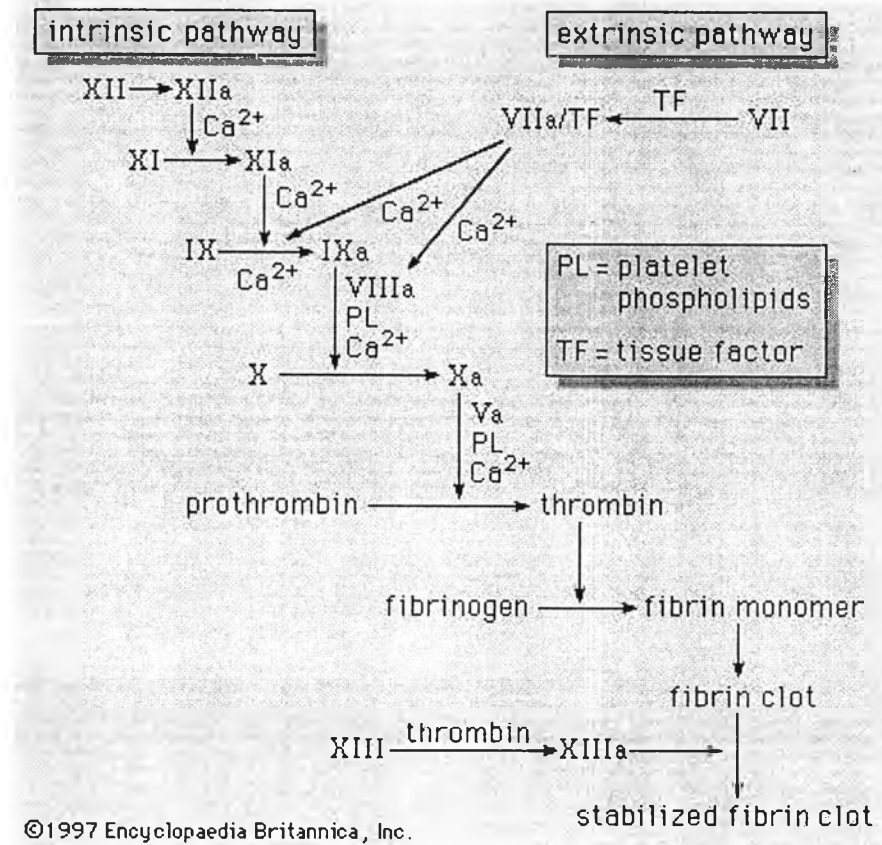 intrinsic pathway
extrinsic pathway
XII XIIa
Ca²⁺
TF
VIIa/TF VII
XI XIa
Ca²⁺
Ca²⁺
Ca²⁺
IX IXa
Ca²⁺
VIIIa
PL
Ca²⁺
PL = platelet
phospholipids
TF = tissue factor
X Xa
Va
PL
Ca²⁺
prothrombin thrombin
fibrinogen fibrin monomer
fibrin clot
thrombin
XIII XIIIa
stabilized fibrin clot
©1997 Encyclopaedia Britannica, Inc.